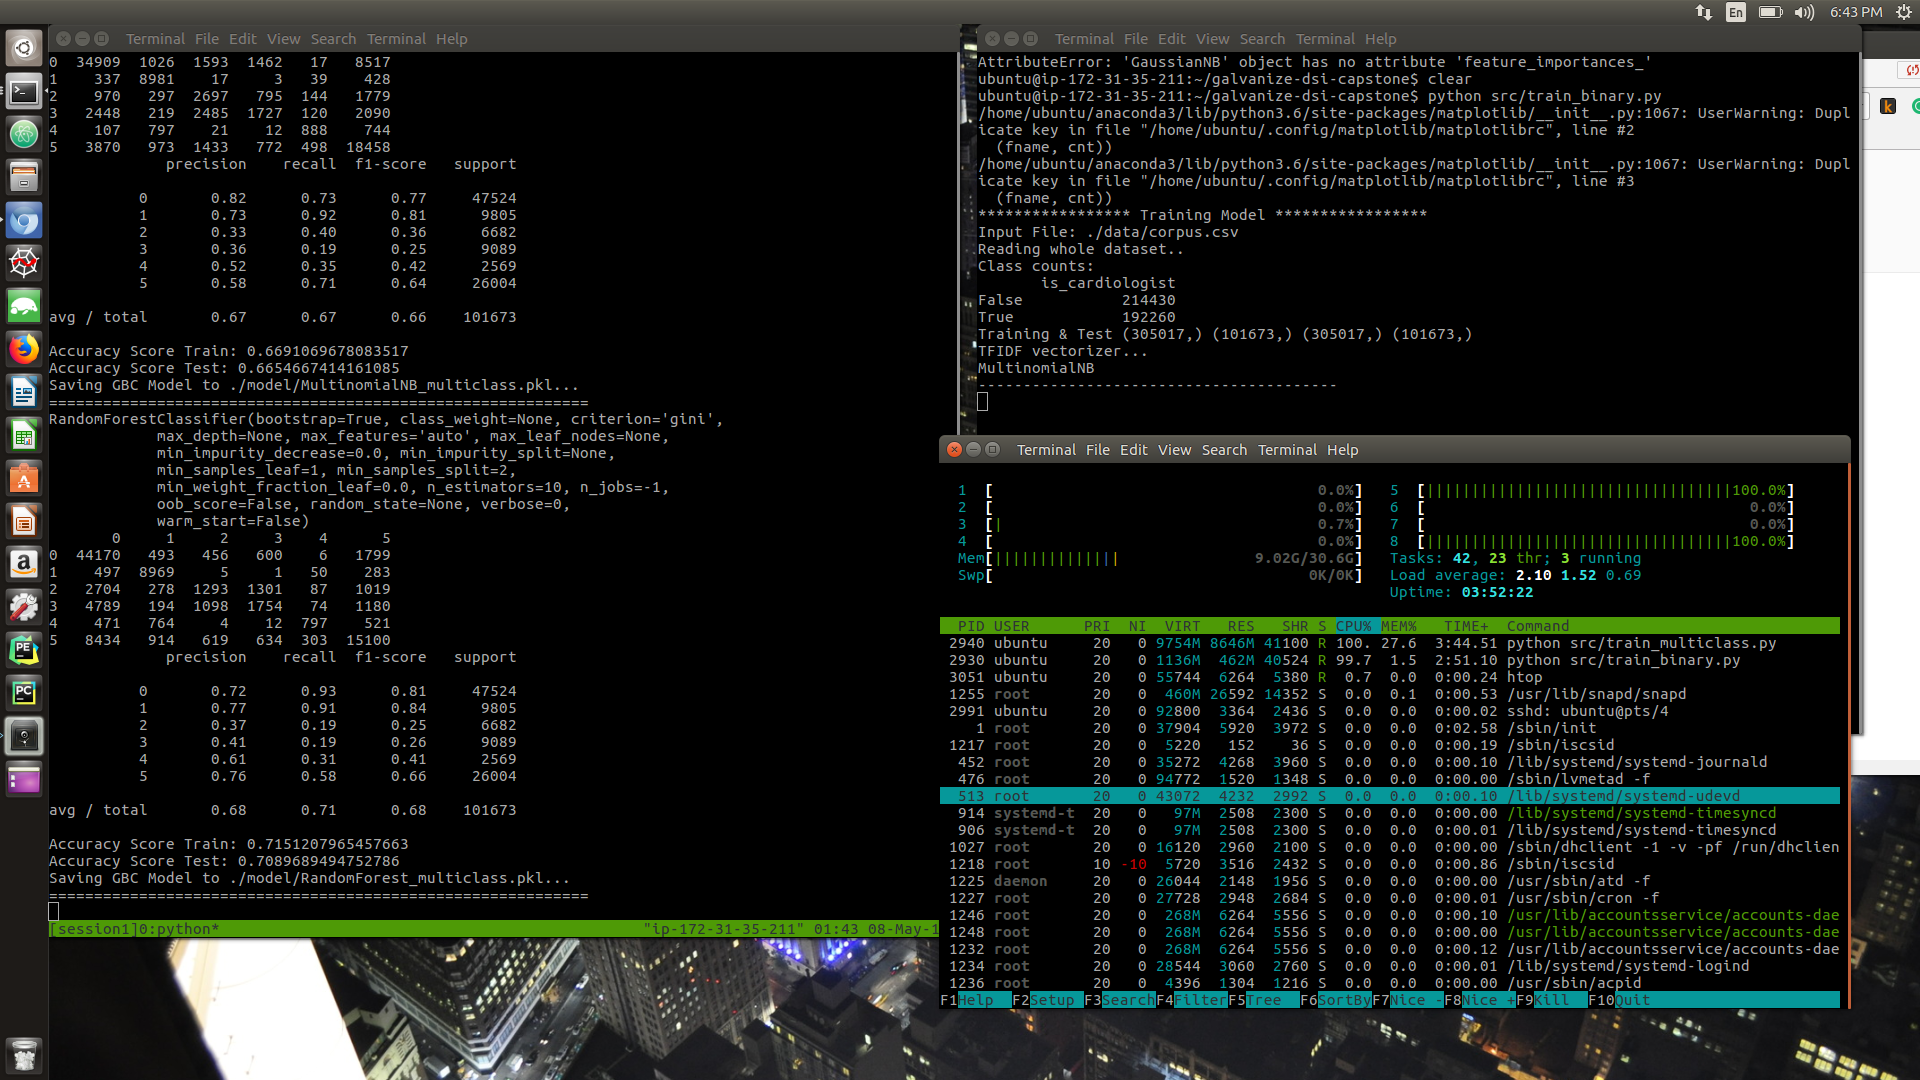 En 6:43 PM
Terminal File Edit View Search Terminal Help
0 34909 1026 1593 1462 17 8517
1 337 8981 17 3 39 428
2 970 297 2697 795 144 1779
3 2448 219 2485 1727 120 2090
4 107 797 21 12 888 744
5 3870 973 1433 772 498 18458
precision recall f1-score support
0 0.82 0.73 0.77 47524
1 0.73 0.92 0.81 9805
2 0.33 0.40 0.36 6682
3 0.36 0.19 0.25 9089
4 0.52 0.35 0.42 2569
5 0.58 0.71 0.64 26004
avg / total 0.67 0.67 0.66 101673
Accuracy Score Train: 0.6691069678083517
Accuracy Score Test: 0.6654667414161085
Saving GBC Model to ./model/MultinomialNB_multiclass.pkl...
============================================================
RandomForestClassifier(bootstrap=True, class_weight=None, criterion='gini',
max_depth=None, max_features='auto', max_leaf_nodes=None,
min_impurity_decrease=0.0, min_impurity_split=None,
min_samples_leaf=1, min_samples_split=2,
min_weight_fraction_leaf=0.0, n_estimators=10, n_jobs=-1,
oob_score=False, random_state=None, verbose=0,
warm_start=False)
0 1 2 3 4 5
0 44170 493 456 600 6 1799
1 497 8969 5 1 50 283
2 2704 278 1293 1301 87 1019
3 4789 194 1098 1754 74 1180
4 471 764 4 12 797 521
5 8434 914 619 634 303 15100
precision recall f1-score support
0 0.72 0.93 0.81 47524
1 0.77 0.91 0.84 9805
2 0.37 0.19 0.25 6682
3 0.41 0.19 0.26 9089
4 0.61 0.31 0.41 2569
5 0.76 0.58 0.66 26004
avg / total 0.68 0.71 0.68 101673
Accuracy Score Train: 0.7151207965457663
Accuracy Score Test: 0.7089689494752786
Saving GBC Model to ./model/RandomForest_multiclass.pkl...
============================================================
[session1]0:python* "ip-172-31-35-211" 01:43 08-May-1
Terminal File Edit View Search Terminal Help
AttributeError: 'GaussianNB' object has no attribute 'feature_importances_'
ubuntu@ip-172-31-35-211:~/galvanize-dsi-capstone$ clear
ubuntu@ip-172-31-35-211:~/galvanize-dsi-capstone$ python src/train_binary.py
/home/ubuntu/anaconda3/lib/python3.6/site-packages/matplotlib/__init__.py:1067: UserWarning: Dupl
icate key in file "/home/ubuntu/.config/matplotlib/matplotlibrc", line #2
(fname, cnt))
/home/ubuntu/anaconda3/lib/python3.6/site-packages/matplotlib/__init__.py:1067: UserWarning: Dupl
icate key in file "/home/ubuntu/.config/matplotlib/matplotlibrc", line #3
(fname, cnt))
***************** Training Model *****************
Input File: ./data/corpus.csv
Reading whole dataset..
Class counts:
is_cardiologist
False 214430
True 192260
Training & Test (305017,) (101673,) (305017,) (101673,)
TFIDF vectorizer...
MultinomialNB
----------------------------------------
Terminal File Edit View Search Terminal Help
1 [ 0.0%] 5 [||||||||||||||||||||||||||||||||||100.0%]
2 [ 0.0%] 6 [ 0.0%]
3 [| 0.7%] 7 [ 0.0%]
4 [ 0.0%] 8 [||||||||||||||||||||||||||||||||||100.0%]
Mem[|||||||||||||| 9.02G/30.6G] Tasks: 42, 23 thr; 3 running
Swp[ 0K/0K] Load average: 2.10 1.52 0.69
Uptime: 03:52:22
PID USER PRI NI VIRT RES SHR S CPU% MEM% TIME+ Command
2940 ubuntu 20 0 9754M 8646M 41100 R 100. 27.6 3:44.51 python src/train_multiclass.py
2930 ubuntu 20 0 1136M 462M 40524 R 99.7 1.5 2:51.10 python src/train_binary.py
3051 ubuntu 20 0 55744 6264 5380 R 0.7 0.0 0:00.24 htop
1255 root 20 0 460M 26592 14352 S 0.0 0.1 0:00.53 /usr/lib/snapd/snapd
2991 ubuntu 20 0 92800 3364 2436 S 0.0 0.0 0:00.02 sshd: ubuntu@pts/4
1 root 20 0 37904 5920 3972 S 0.0 0.0 0:02.58 /sbin/init
1217 root 20 0 5220 152 36 S 0.0 0.0 0:00.19 /sbin/iscsid
452 root 20 0 35272 4268 3960 S 0.0 0.0 0:00.10 /lib/systemd/systemd-journald
476 root 20 0 94772 1520 1348 S 0.0 0.0 0:00.00 /sbin/lvmetad -f
513 root 20 0 43072 4232 2992 S 0.0 0.0 0:00.10 /lib/systemd/systemd-udevd
914 systemd-t 20 0 97M 2508 2300 S 0.0 0.0 0:00.00 /lib/systemd/systemd-timesyncd
906 systemd-t 20 0 97M 2508 2300 S 0.0 0.0 0:00.01 /lib/systemd/systemd-timesyncd
1027 root 20 0 16120 2960 2100 S 0.0 0.0 0:00.00 /sbin/dhclient -1 -v -pf /run/dhclien
1218 root 10 -10 5720 3516 2432 S 0.0 0.0 0:00.86 /sbin/iscsid
1225 daemon 20 0 26044 2148 1956 S 0.0 0.0 0:00.00 /usr/sbin/atd -f
1227 root 20 0 27728 2948 2684 S 0.0 0.0 0:00.01 /usr/sbin/cron -f
1246 root 20 0 268M 6264 5556 S 0.0 0.0 0:00.10 /usr/lib/accountsservice/accounts-dae
1248 root 20 0 268M 6264 5556 S 0.0 0.0 0:00.00 /usr/lib/accountsservice/accounts-dae
1232 root 20 0 268M 6264 5556 S 0.0 0.0 0:00.12 /usr/lib/accountsservice/accounts-dae
1234 root 20 0 28544 3060 2760 S 0.0 0.0 0:00.01 /lib/systemd/systemd-logind
1236 root 20 0 4396 1304 1216 S 0.0 0.0 0:00.00 /usr/sbin/acpid
F1Help F2Setup F3SearchF4FilterF5Tree F6SortByF7Nice -F8Nice +F9Kill F10Quit